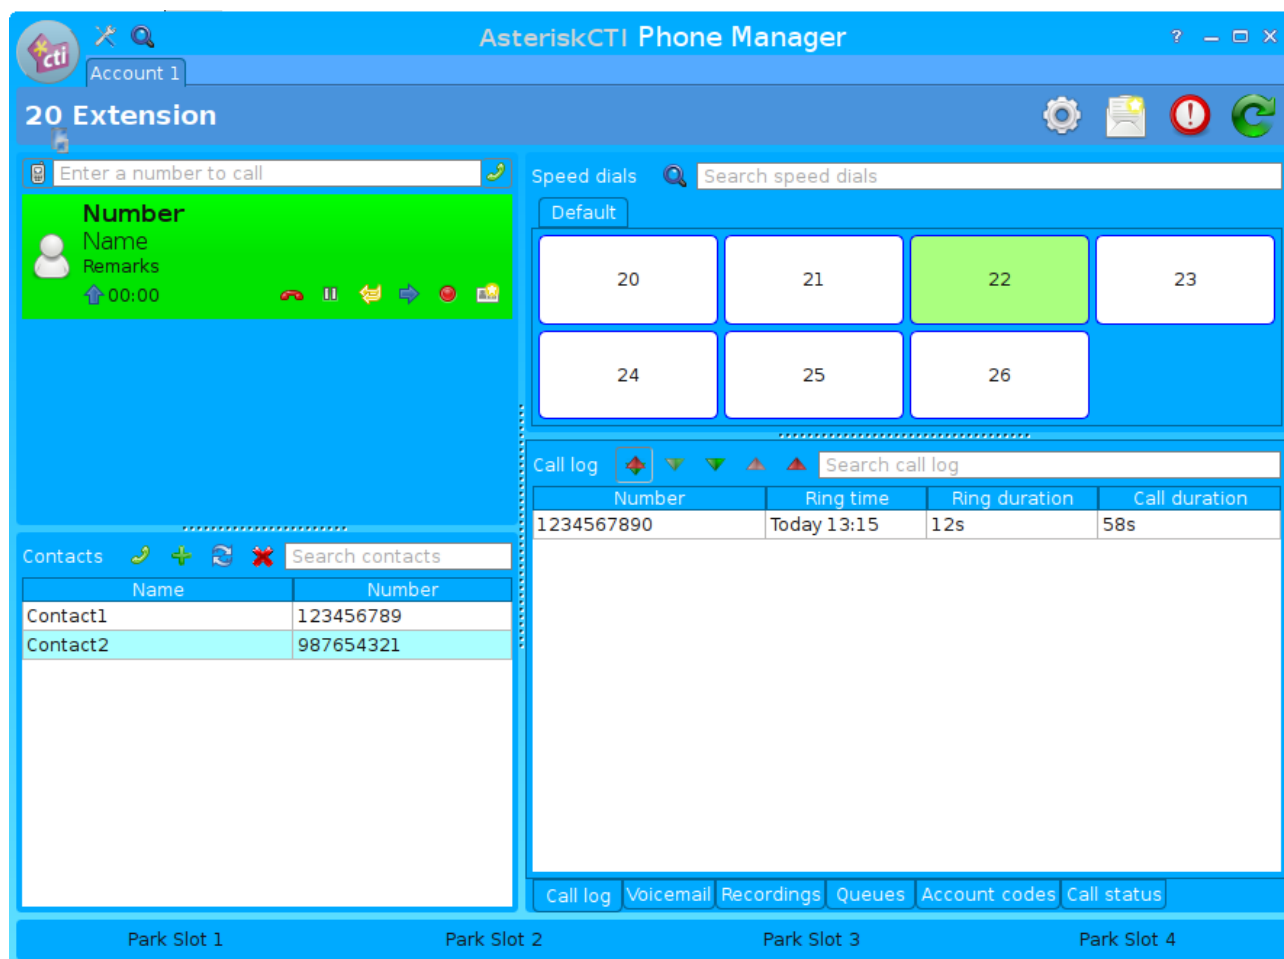 cti
AsteriskCTI Phone Manager
?
Account 1
20 Extension
Enter a number to call
Number
Name
Remarks
00:00
Speed dials Search speed dials
Default
20 21 22 23
24 25 26
Call log Search call log
Number Ring time Ring duration Call duration
1234567890 Today 13:15 12s 58s
Contacts Search contacts
Name Number
Contact1 123456789
Contact2 987654321
Call log Voicemail Recordings Queues Account codes Call status
Park Slot 1 Park Slot 2 Park Slot 3 Park Slot 4